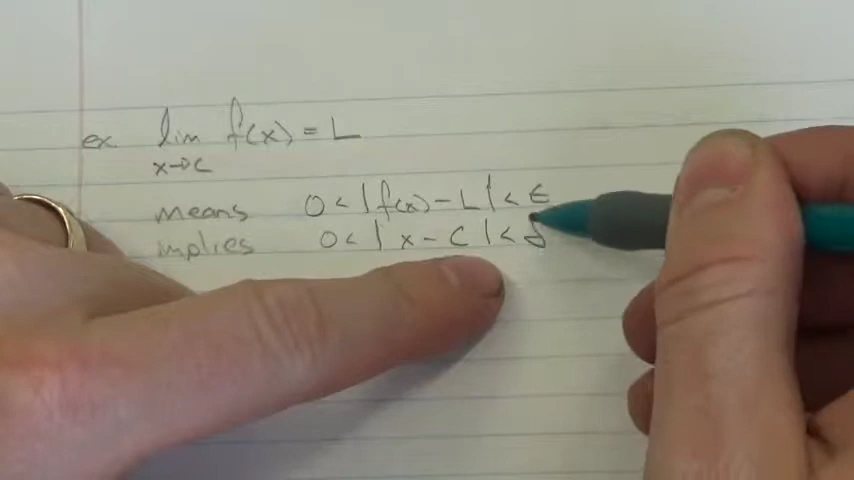 ex lim f(x) = L
x→c
means 0 < |f(x) - L| < ε
implies 0 < | x - c | < δ